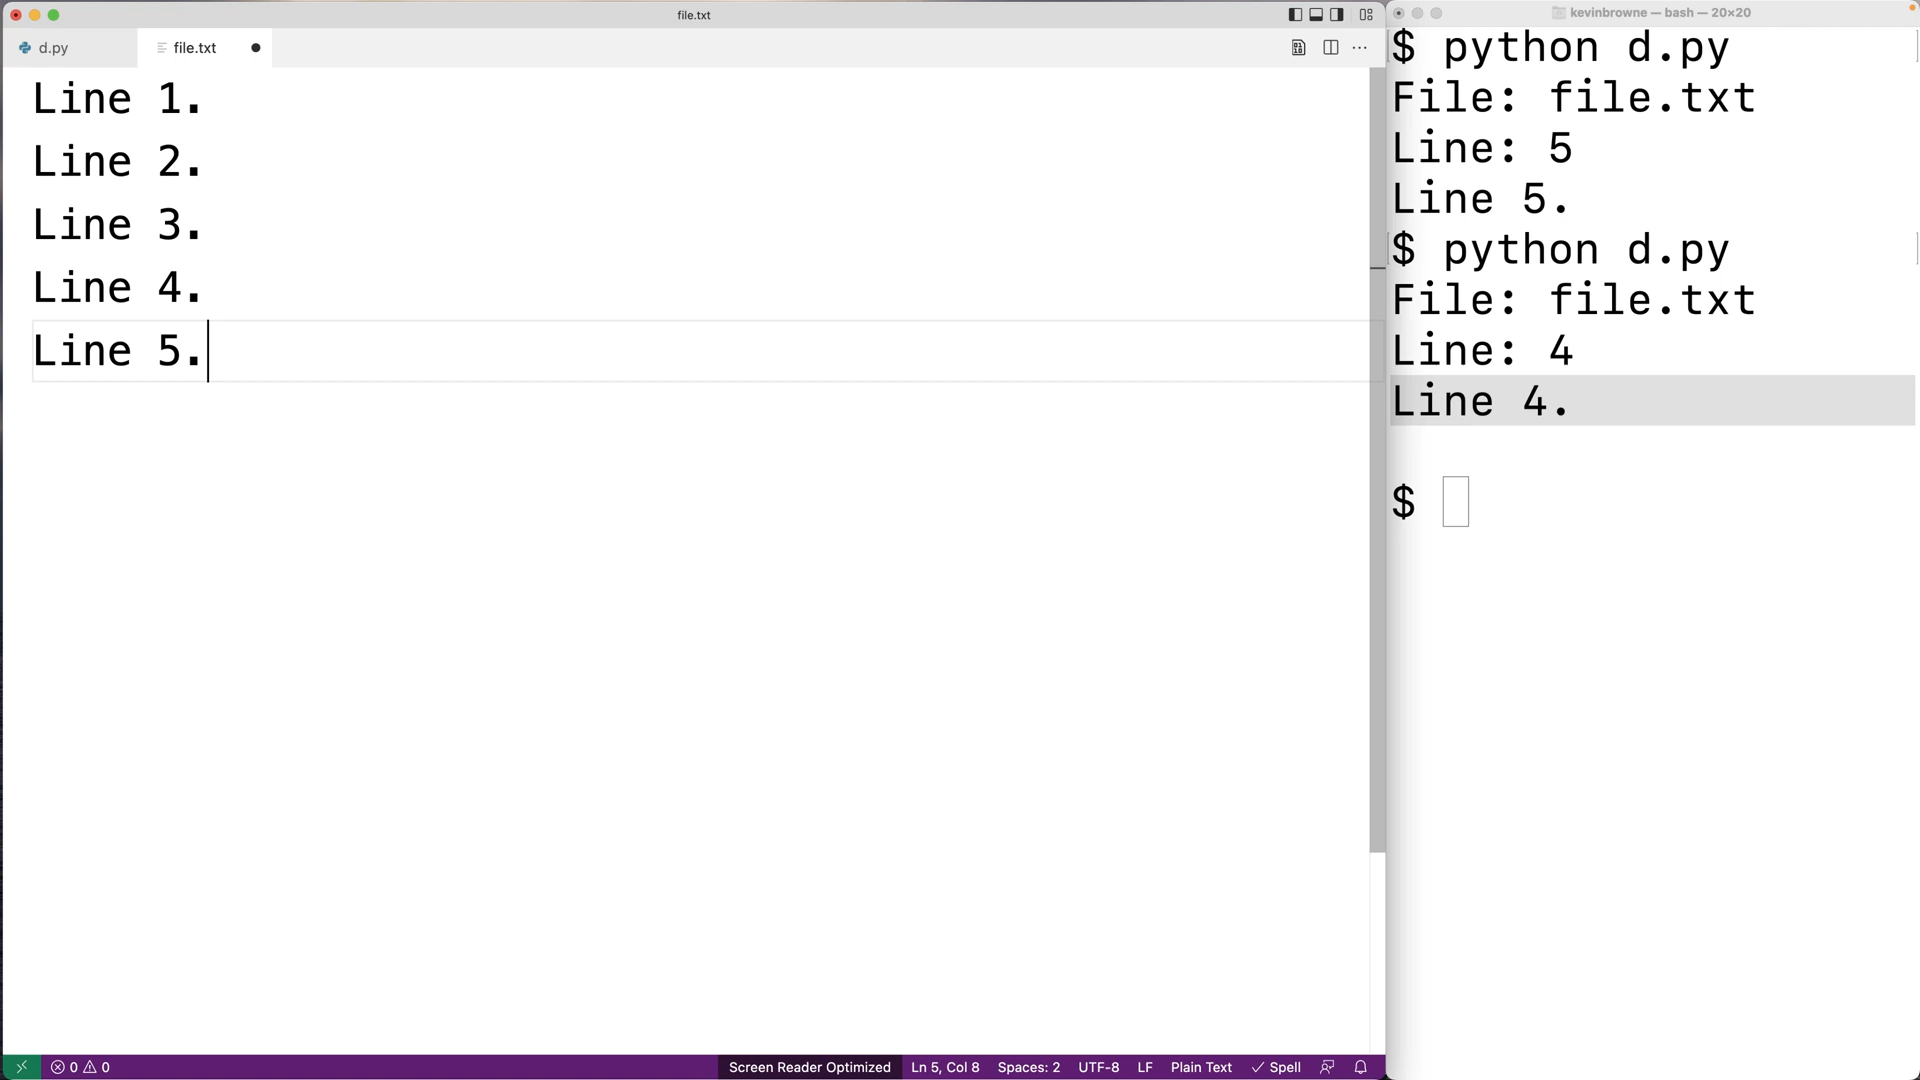 file.txt
d.py
file.txt
Line 1.
Line 2.
Line 3.
Line 4.
Line 5.
0 0
Screen Reader Optimized
Ln 5, Col 8
Spaces: 2
UTF-8
LF
Plain Text
Spell
kevinbrowne — bash — 20×20
$ python d.py
File: file.txt
Line: 5
Line 5.
$ python d.py
File: file.txt
Line: 4
Line 4.
$